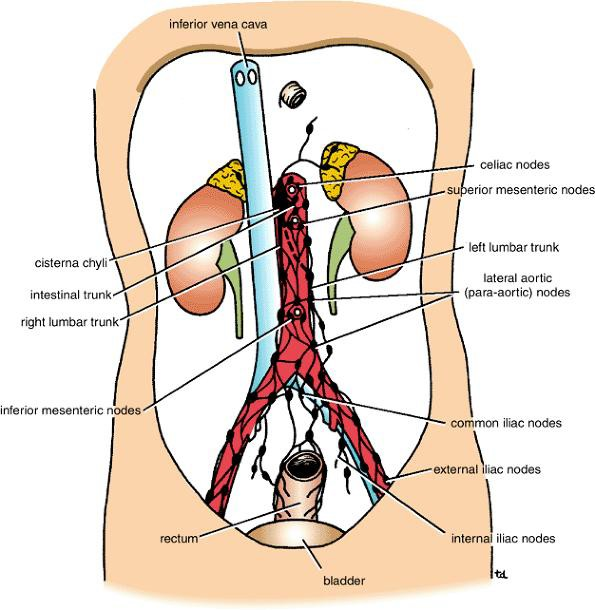 inferior vena cava
celiac nodes
superior mesenteric nodes
cisterna chyli
left lumbar trunk
lateral aortic
(para-aortic) nodes
intestinal trunk
right lumbar trunk
inferior mesenteric nodes
common iliac nodes
external iliac nodes
rectum
internal iliac nodes
bladder
td